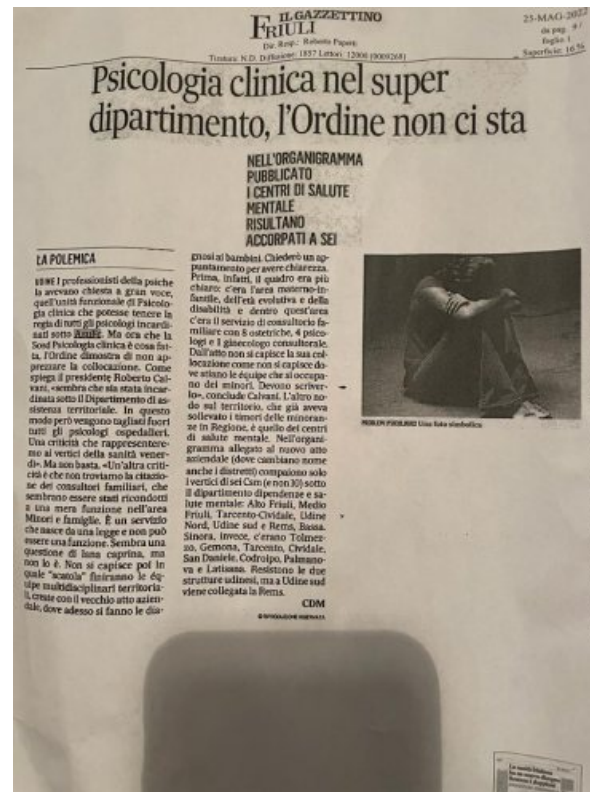 IL GAZZETTINO
FRIULI
Dir. Resp.: Roberto Papetti
Tiratura: N.D. Diffusione: 1857 Lettori: 12000 (0009268)
23-MAG-2022
da pag.
foglio 1
Superficie: 16 %
Psicologia clinica nel super
dipartimento, l'Ordine non ci sta
NELL'ORGANIGRAMMA
PUBBLICATO
I CENTRI DI SALUTE
MENTALE
RISULTANO
ACCORPATI A SEI
LA POLEMICA
UDINE I professionisti della psiche
la avevano chiesta a gran voce,
quell'unità funzionale di Psicolo-
gia clinica che potesse tenere la
regia di tutti gli psicologi incardi-
nati sotto AsuFc. Ma ora che la
Sosd Psicologia clinica è cosa fat-
ta, l'Ordine dimostra di non ap-
prezzare la collocazione. Come
spiega il presidente Roberto Cal-
vani, «sembra che sia stata incar-
dinata sotto il Dipartimento di as-
sistenza territoriale. In questo
modo però vengono tagliati fuori
tutti gli psicologi ospedalieri.
Una criticità che rappresentere-
mo ai vertici della sanità vener-
dì». Ma non basta. «Un'altra criti-
cità è che non troviamo la citazio-
ne dei consultori familiari, che
sembrano essere stati ricondotti
a una mera funzione nell'area
Minori e famiglie. È un servizio
che nasce da una legge e non può
essere una funzione. Sembra una
questione di lana caprina, ma
non lo è. Non si capisce poi in
quale "scatola" finiranno le équ-
ipe multidisciplinari territoria-
li, create con il vecchio atto azien-
dale, dove adesso si fanno le dia-
gnosi ai bambini. Chiederò un ap-
puntamento per avere chiarezza.
Prima, infatti, il quadro era più
chiaro: c'era l'area materno-in-
fantile, dell'età evolutiva e della
disabilità e dentro quest'area
c'era il servizio di consultorio fa-
miliare con 8 ostetriche, 4 psico-
logi e 1 ginecologo consultoriale.
Dall'atto non si capisce la sua col-
locazione come non si capisce do-
ve stiano le équipe che si occupa-
no dei minori. Devono scriver-
lo», conclude Calvani. L'altro no-
do sul territorio, che già aveva
sollevato i timori delle minoran-
ze in Regione, è quello dei centri
di salute mentale. Nell'organi-
gramma allegato al nuovo atto
aziendale (dove cambiano nome
anche i distretti) compaiono solo
i vertici di sei Csm (e non 10) sotto
il dipartimento dipendenze e sa-
lute mentale: Alto Friuli, Medio
Friuli, Tarcento-Cividale, Udine
Nord, Udine sud e Rems, Bassa.
Sinora, invece, c'erano Tolmez-
zo, Gemona, Tarcento, Cividale,
San Daniele, Codroipo, Palmano-
va e Latisana. Resistono le due
strutture udinesi, ma a Udine sud
viene collegata la Rems.
CDM
© RIPRODUZIONE RISERVATA
Una foto simbolica